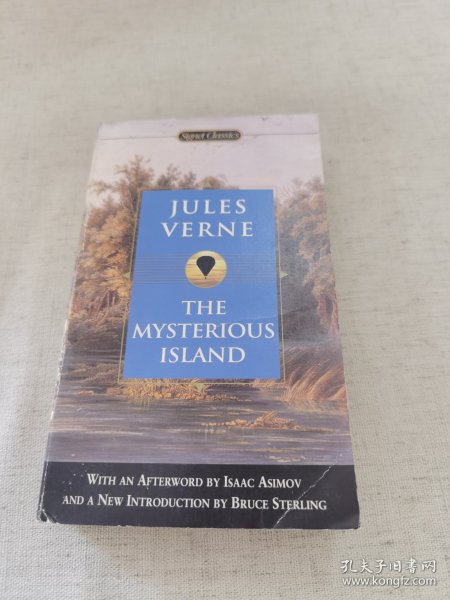 Signet Classics
JULES
VERNE
THE
MYSTERIOUS
ISLAND
WITH AN AFTERWORD BY ISAAC ASIMOV
AND A NEW INTRODUCTION BY BRUCE STERLING
孔夫子旧书网
www.kongfz.com